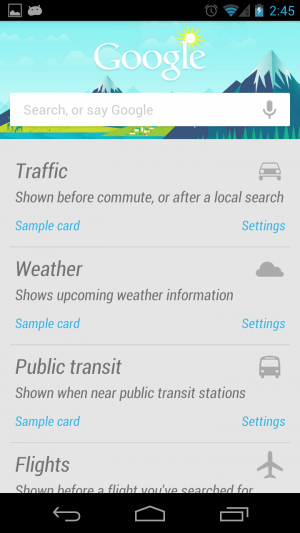 2:45
Google
Search, or say Google
Traffic
Shown before commute, or after a local search
Sample card Settings
Weather
Shows upcoming weather information
Sample card Settings
Public transit
Shown when near public transit stations
Sample card Settings
Flights
Shown before a flight you've searched for